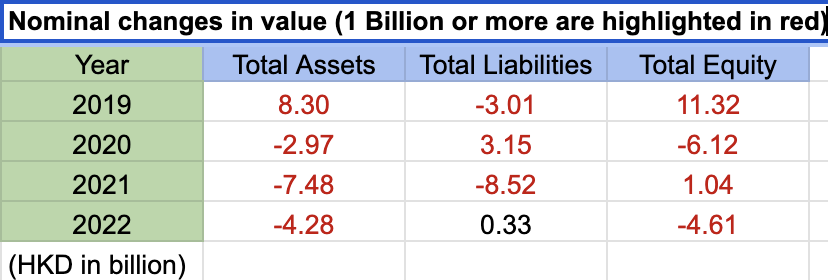 Nominal changes in value (1 Billion or more are highlighted in red)
Year Total Assets Total Liabilities Total Equity
2019 8.30 -3.01 11.32
2020 -2.97 3.15 -6.12
2021 -7.48 -8.52 1.04
2022 -4.28 0.33 -4.61
(HKD in billion)